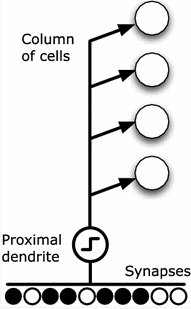 Column
of cells
Proximal
dendrite
Synapses